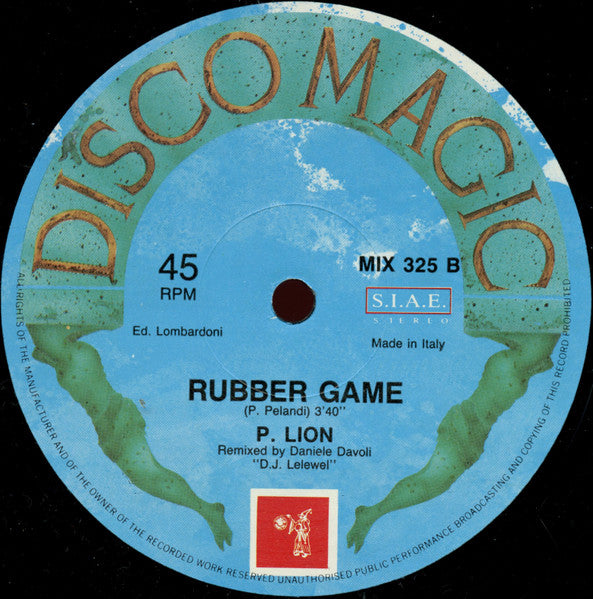 DISCO MAGIC
45
RPM
MIX 325 B
S.I.A.E.
STEREO
Ed. Lombardoni
Made in Italy
RUBBER GAME
(P. Pelandi) 3'40"
P. LION
Remixed by Daniele Davoli
"D.J. Lelewel"
ALL RIGHTS OF THE MANUFACTURER AND OF THE OWNER OF THE RECORDED WORK RESERVED UNAUTHORISED PUBLIC PERFORMANCE BROADCASTING AND COPYING OF THIS RECORD PROHIBITED